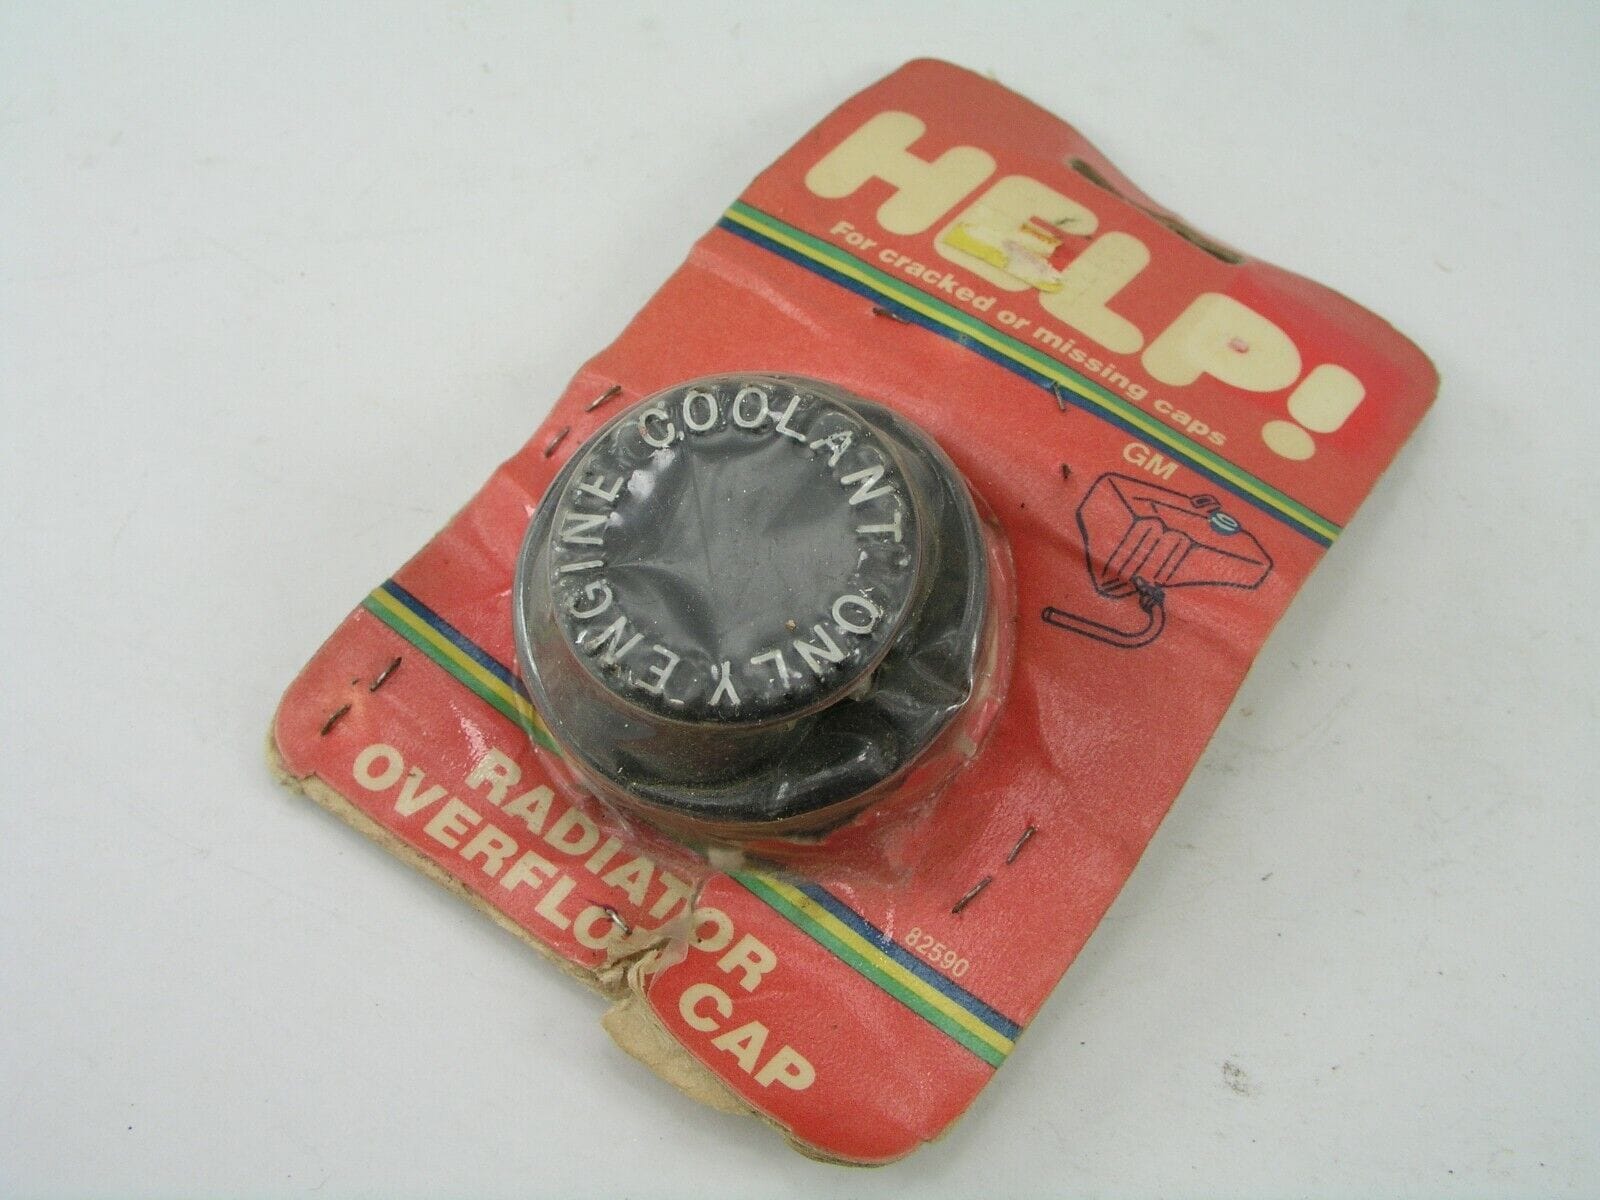 HELP!
For cracked or missing caps
GM
ENGINE COOLANT ONLY
82590
RADIATOR
OVERFLOW CAP